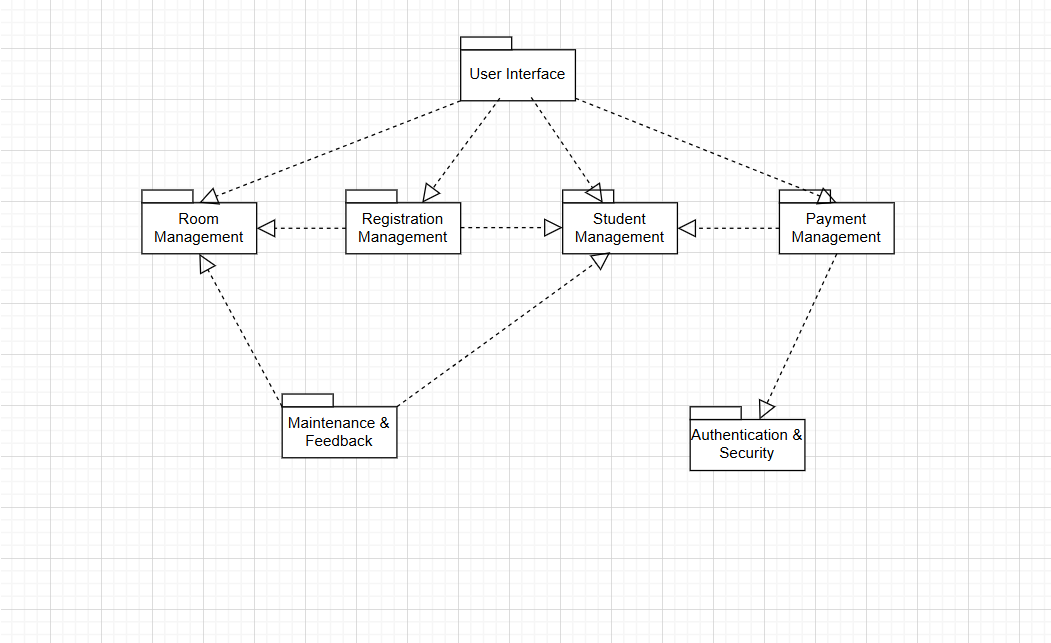 User Interface
Room
Management
Registration
Management
Student
Management
Payment
Management
Maintenance &
Feedback
Authentication &
Security